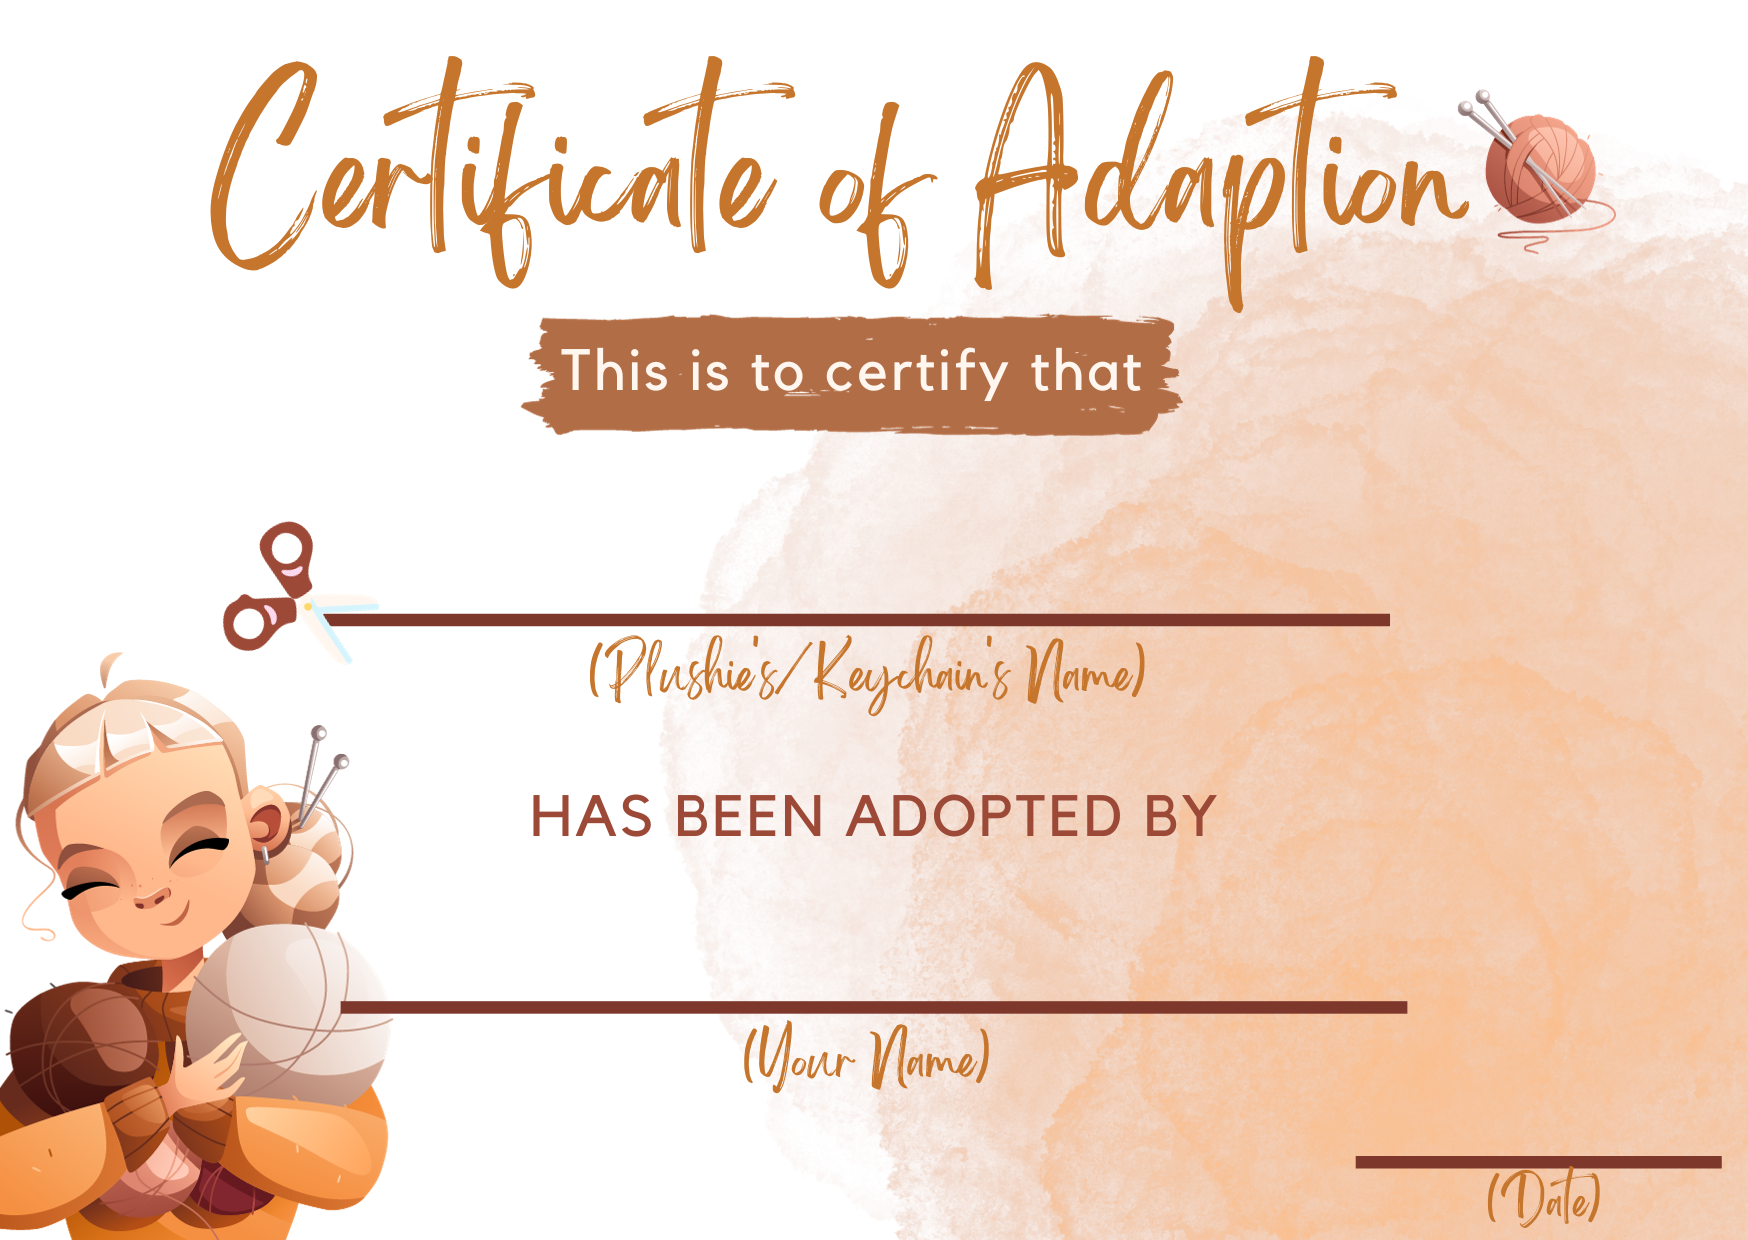 Certificate of Adaption
This is to certify that
(Plushie's/Keychain's Name)
HAS BEEN ADOPTED BY
(Your Name)
(Date)